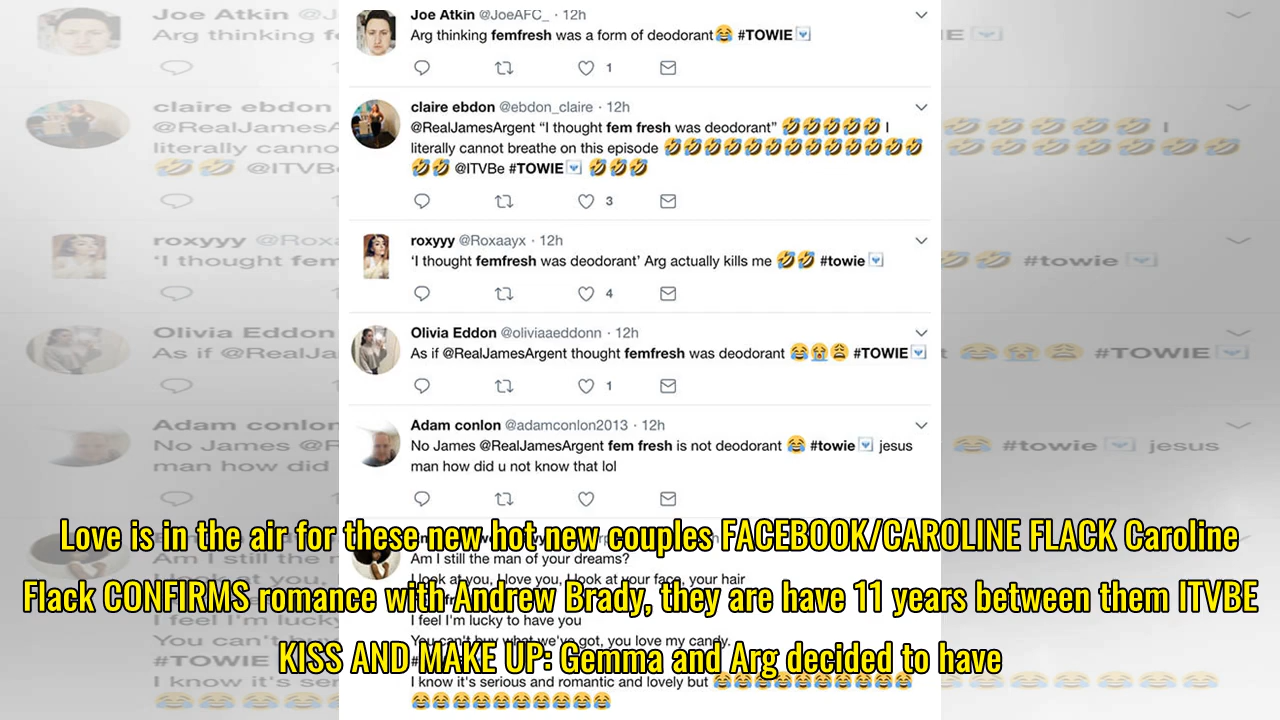 Joe Atkin @JoeAFC_ · 12h
Arg thinking femfresh was a form of deodorant😂 #TOWIE
1
claire ebdon @ebdon_claire · 12h
@RealJamesArgent “I thought fem fresh was deodorant” 🤣🤣🤣🤣🤣 I
literally cannot breathe on this episode 🤣🤣🤣🤣🤣🤣🤣🤣🤣🤣🤣🤣🤣
🤣🤣 @ITVBe #TOWIE 🤣🤣🤣
3
roxyyy @Roxaayx · 12h
‘I thought femfresh was deodorant’ Arg actually kills me 🤣🤣 #towie
4
Olivia Eddon @oliviaaeddonn · 12h
As if @RealJamesArgent thought femfresh was deodorant 😂😭😩 #TOWIE
1
Adam conlon @adamconlon2013 · 12h
No James @RealJamesArgent fem fresh is not deodorant 😂 #towie jesus
man how did u not know that lol
Am I still the man of your dreams?
I look at you, I love you, I look at your face, your hair
I feel I'm lucky to have you
You can't buy what we've got, you love my candy.
I know it's serious and romantic and lovely but 😂😂😂😂😂😂😂😂😂😂
😂😂😂😂😂😂😂😂😂😂
Love is in the air for these new hot new couples FACEBOOK/CAROLINE FLACK Caroline
Flack CONFIRMS romance with Andrew Brady, they are have 11 years between them ITVBE
KISS AND MAKE UP: Gemma and Arg decided to have